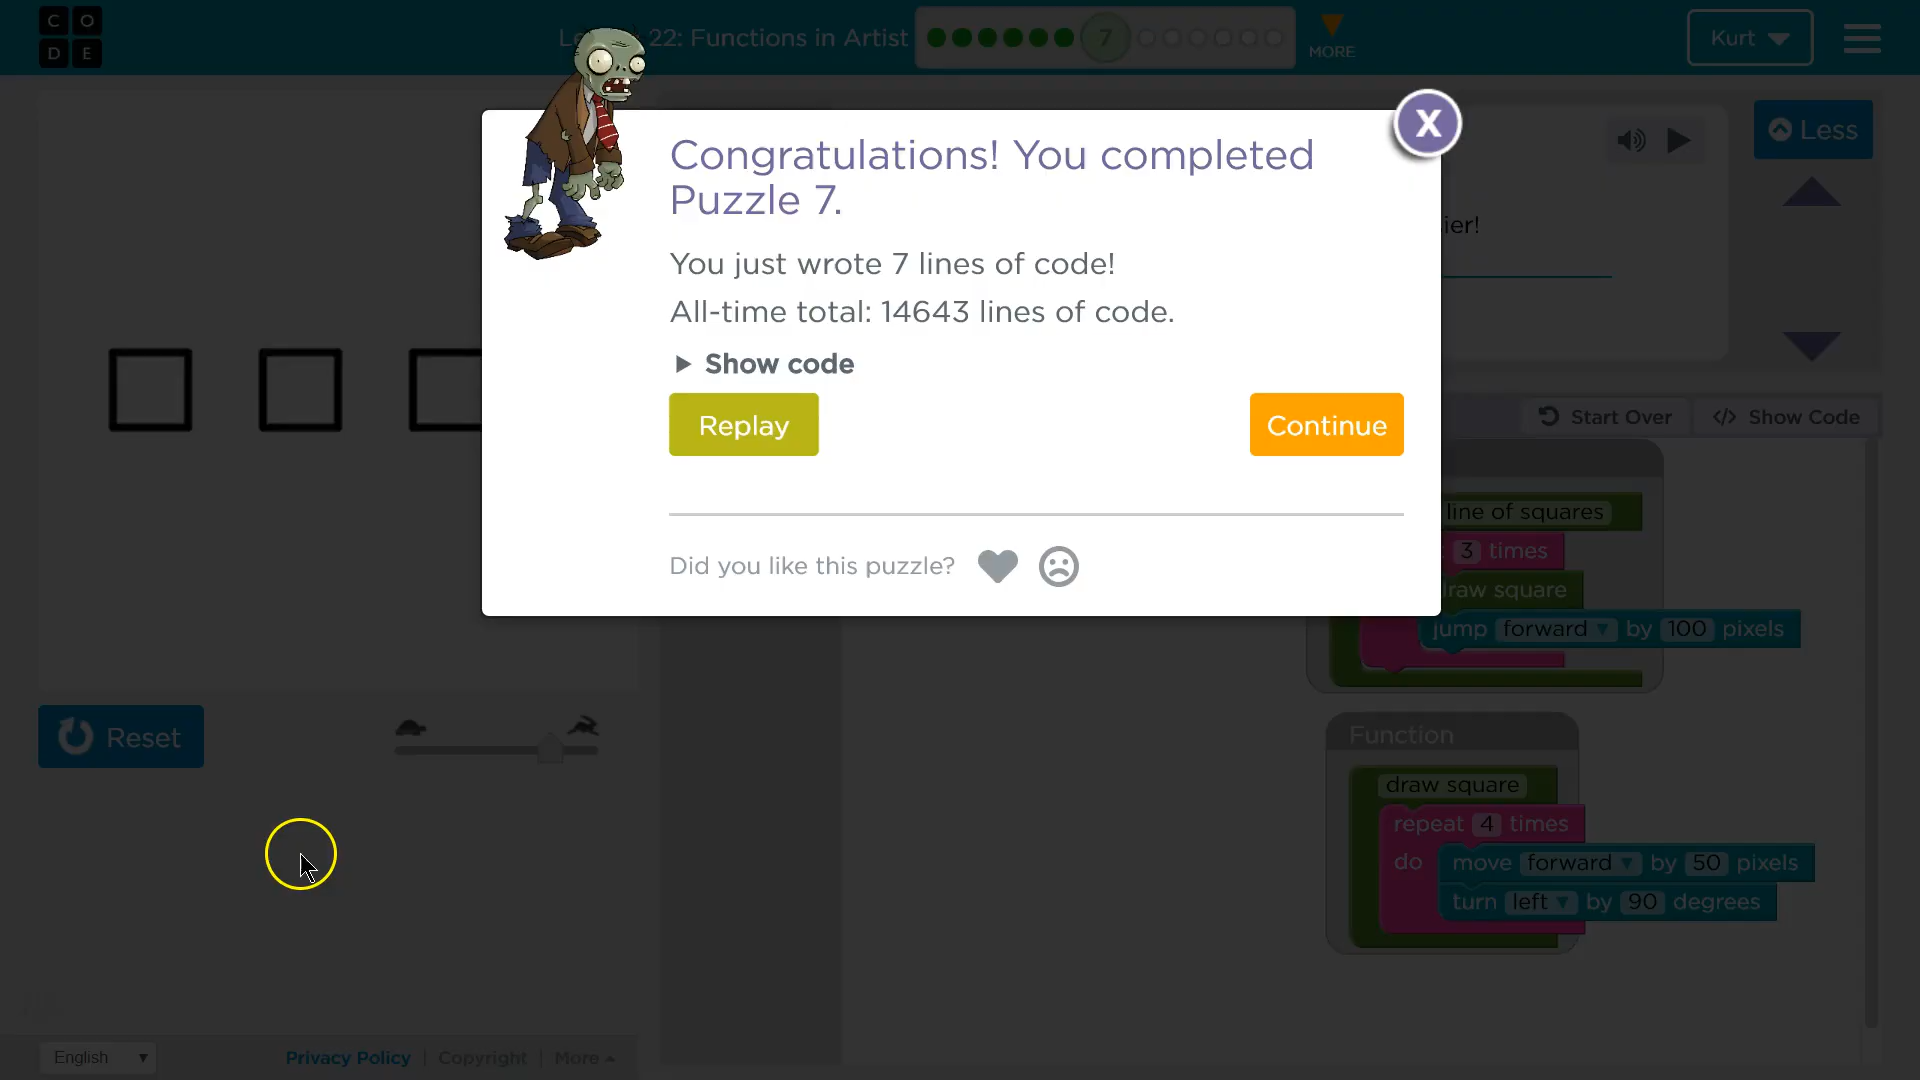 C O
D E
22: Functions in Artist
7
MORE
Kurt
Less
X
Congratulations! You completed
Puzzle 7.
ier!
You just wrote 7 lines of code!
All-time total: 14643 lines of code.
Show code
Replay
Continue
Start Over
Show Code
line of squares
3 times
draw square
jump forward by 100 pixels
Did you like this puzzle?
Reset
Function
draw square
repeat 4 times
do move forward by 50 pixels
turn left by 90 degrees
English
Privacy Policy | Copyright | More